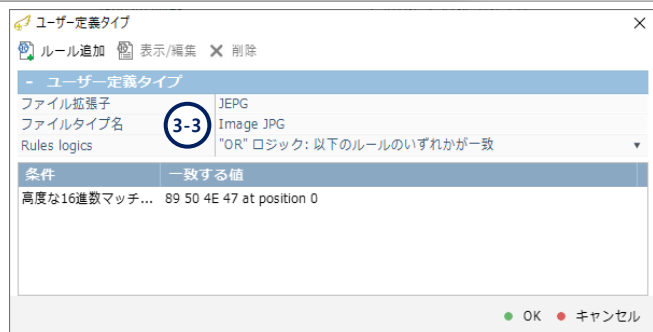 ユーザー定義タイプ
ルール追加 表示/編集 削除
- ユーザー定義タイプ
ファイル拡張子 JEPG
ファイルタイプ名 3-3 Image JPG
Rules logics "OR" ロジック: 以下のルールのいずれかが一致
条件 一致する値
高度な16進数マッチ... 89 50 4E 47 at position 0
OK キャンセル